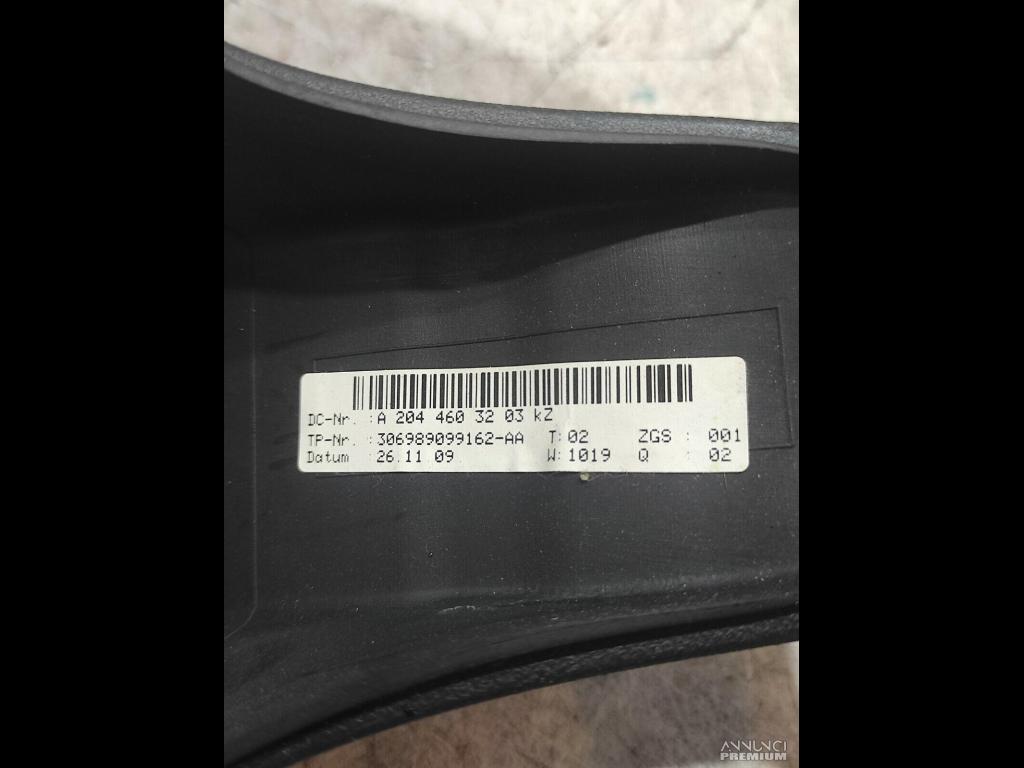 DC-Nr. :A 204 460 32 03 kZ
TP-Nr. :306989099162-AA T:02 ZGS : 001
Datum :26.11.09 W:1019 Q : 02
ANNUNCI
PREMIUM